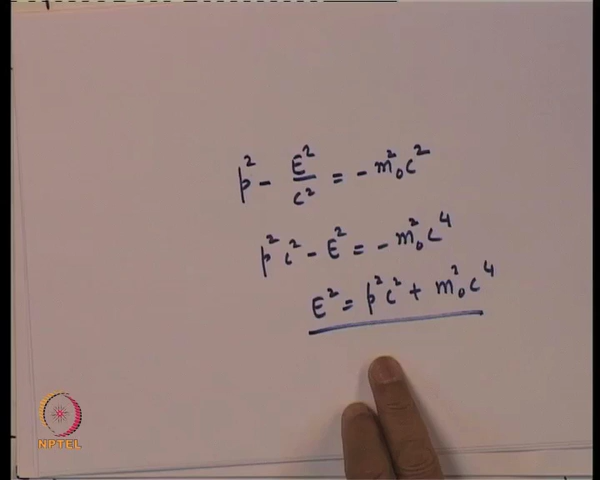 p² - E²/c² = - m₀²c²
p²c² - E² = - m₀²c⁴
E² = p²c² + m₀²c⁴
NPTEL